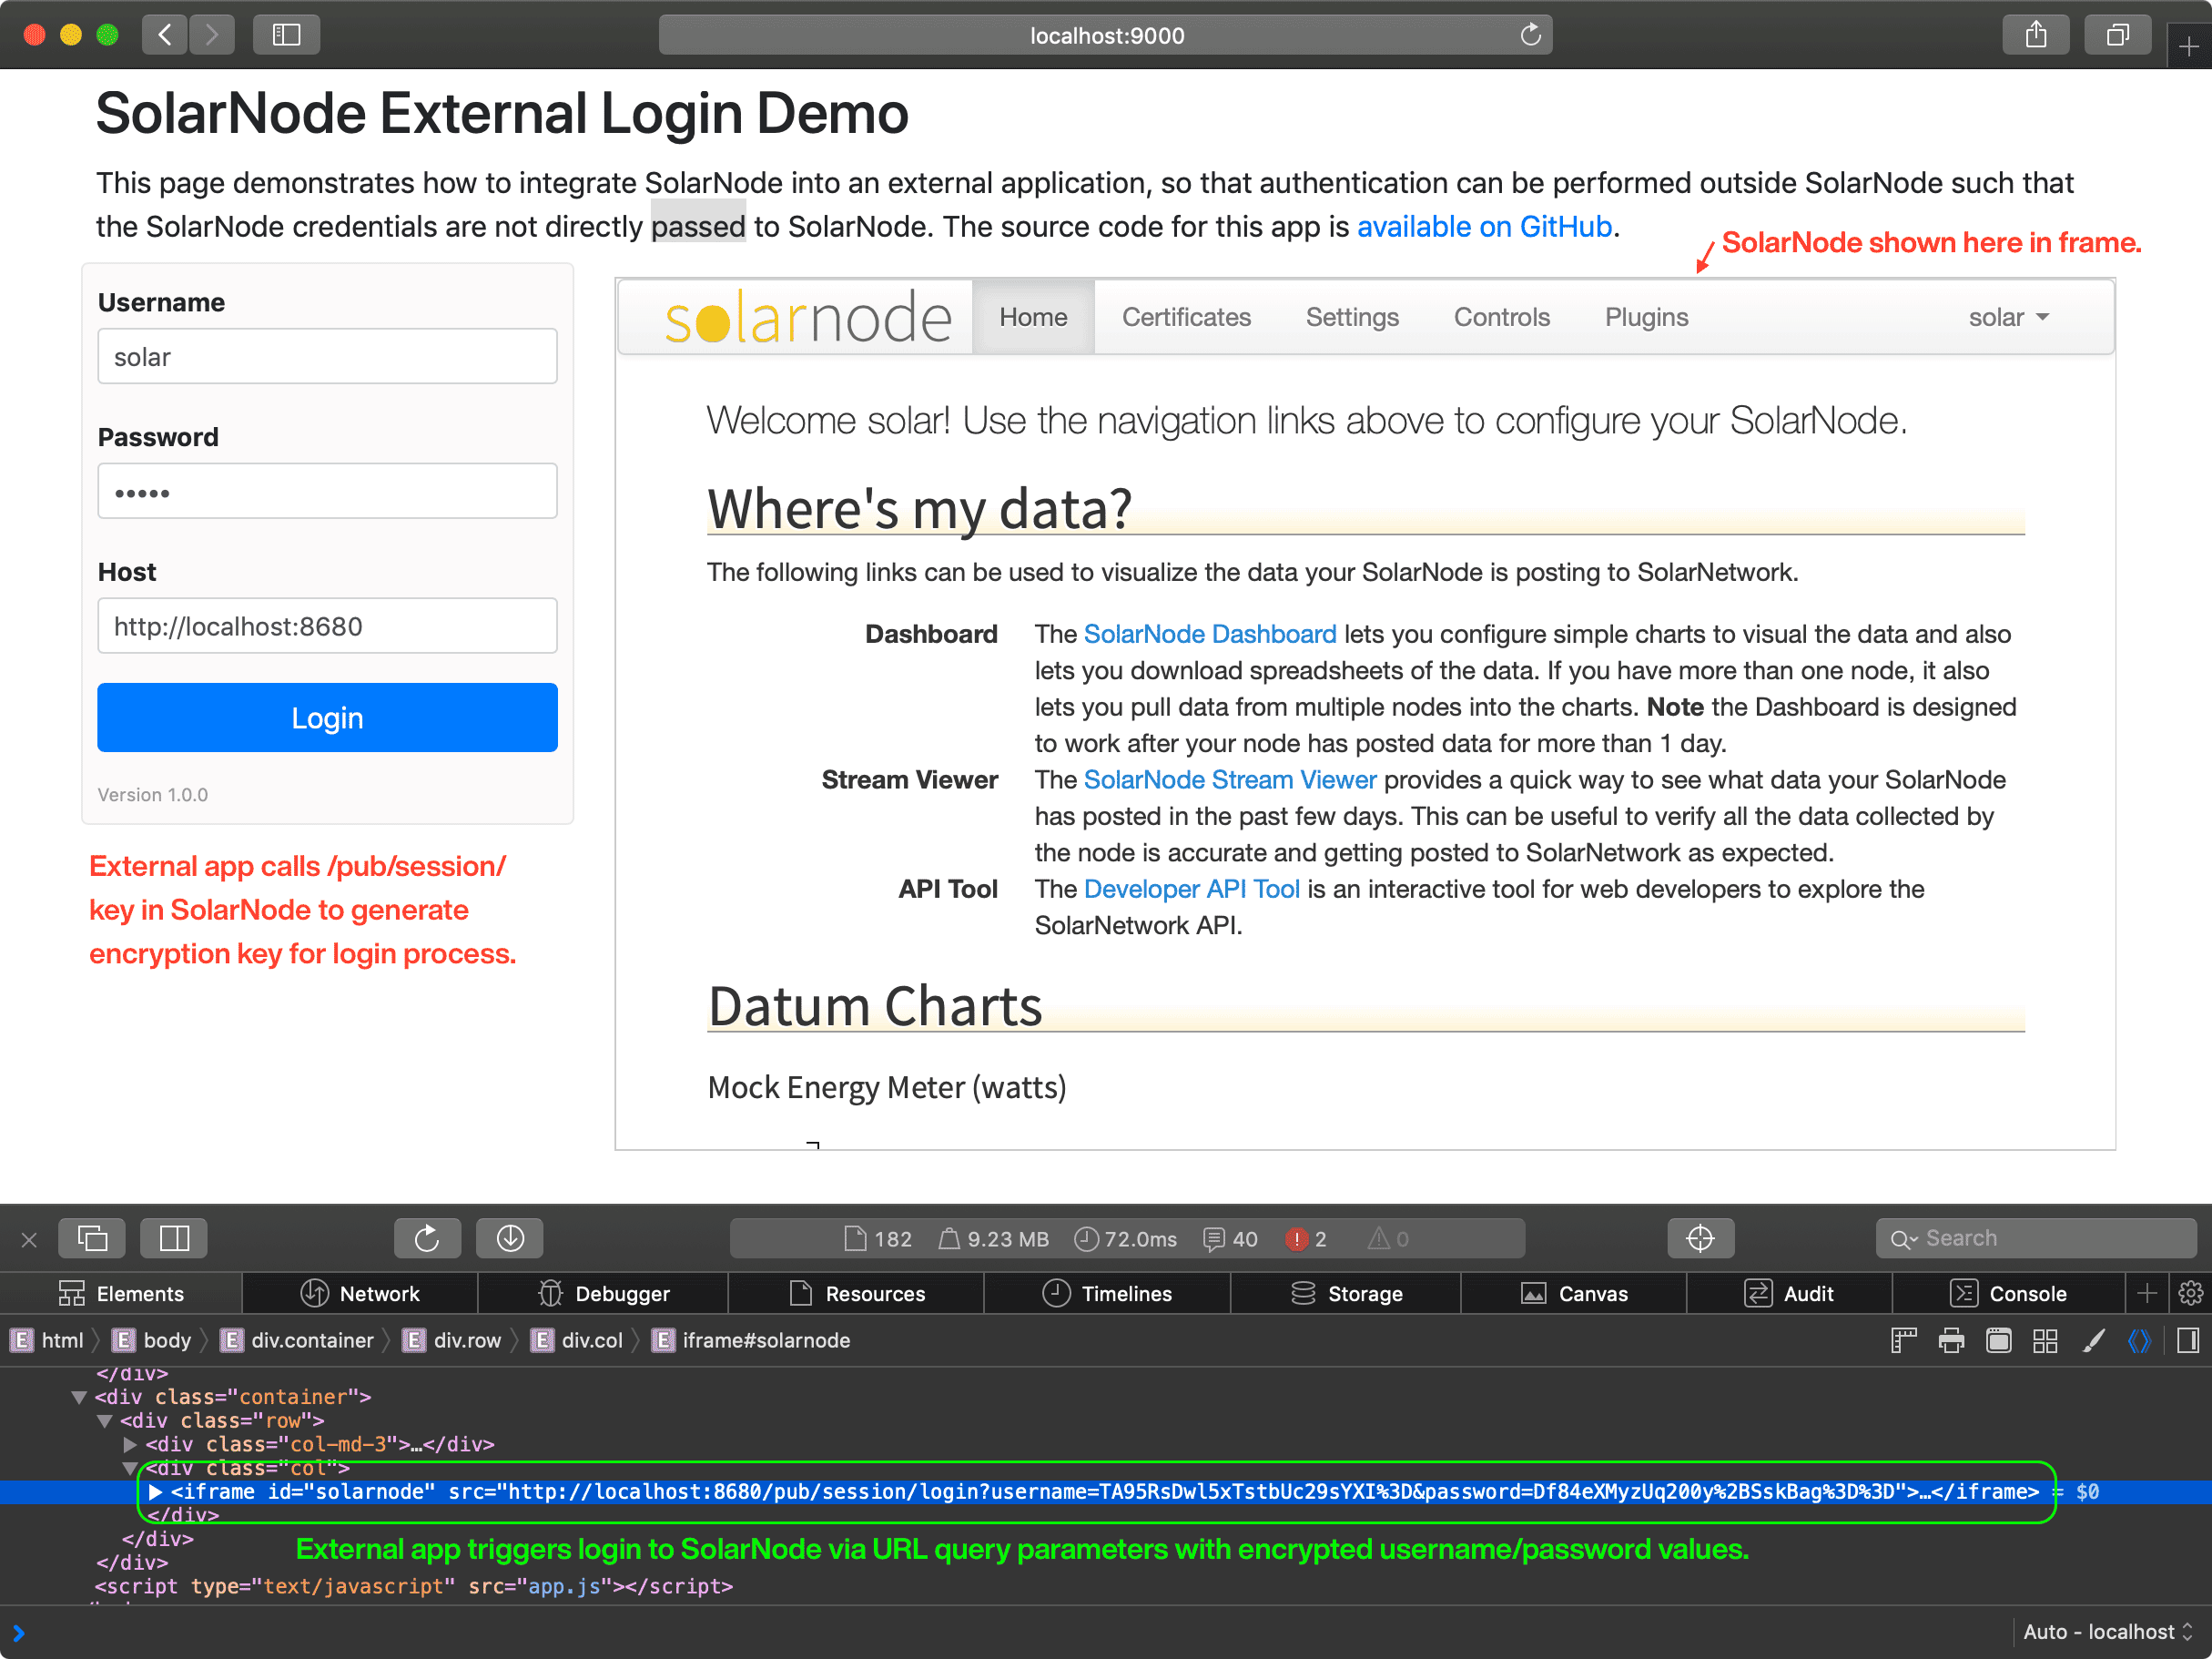 localhost:9000
SolarNode External Login Demo
This page demonstrates how to integrate SolarNode into an external application, so that authentication can be performed outside SolarNode such that
the SolarNode credentials are not directly passed to SolarNode. The source code for this app is available on GitHub.
SolarNode shown here in frame.
Username
solar
Password
•••••
Host
http://localhost:8680
Login
Version 1.0.0
External app calls /pub/session/
key in SolarNode to generate
encryption key for login process.
solarnode Home Certificates Settings Controls Plugins solar
Welcome solar! Use the navigation links above to configure your SolarNode.
Where's my data?
The following links can be used to visualize the data your SolarNode is posting to SolarNetwork.
Dashboard The SolarNode Dashboard lets you configure simple charts to visual the data and also
lets you download spreadsheets of the data. If you have more than one node, it also
lets you pull data from multiple nodes into the charts. Note the Dashboard is designed
to work after your node has posted data for more than 1 day.
Stream Viewer The SolarNode Stream Viewer provides a quick way to see what data your SolarNode
has posted in the past few days. This can be useful to verify all the data collected by
the node is accurate and getting posted to SolarNetwork as expected.
API Tool The Developer API Tool is an interactive tool for web developers to explore the
SolarNetwork API.
Datum Charts
Mock Energy Meter (watts)
182 9.23 MB 72.0ms 40 2 0 Search
Elements Network Debugger Resources Timelines Storage Canvas Audit Console
E html E body E div.container E div.row E div.col E iframe#solarnode
</div>
<div class="container">
<div class="row">
<div class="col-md-3">…</div>
<div class="col">
<iframe id="solarnode" src="http://localhost:8680/pub/session/login?username=TA95RsDwl5xTstbUc29sYXI%3D&password=Df84eXMyzUq200y%2BSskBag%3D%3D">…</iframe> = $0
</div>
</div>
External app triggers login to SolarNode via URL query parameters with encrypted username/password values.
</div>
<script type="text/javascript" src="app.js"></script>
Auto - localhost